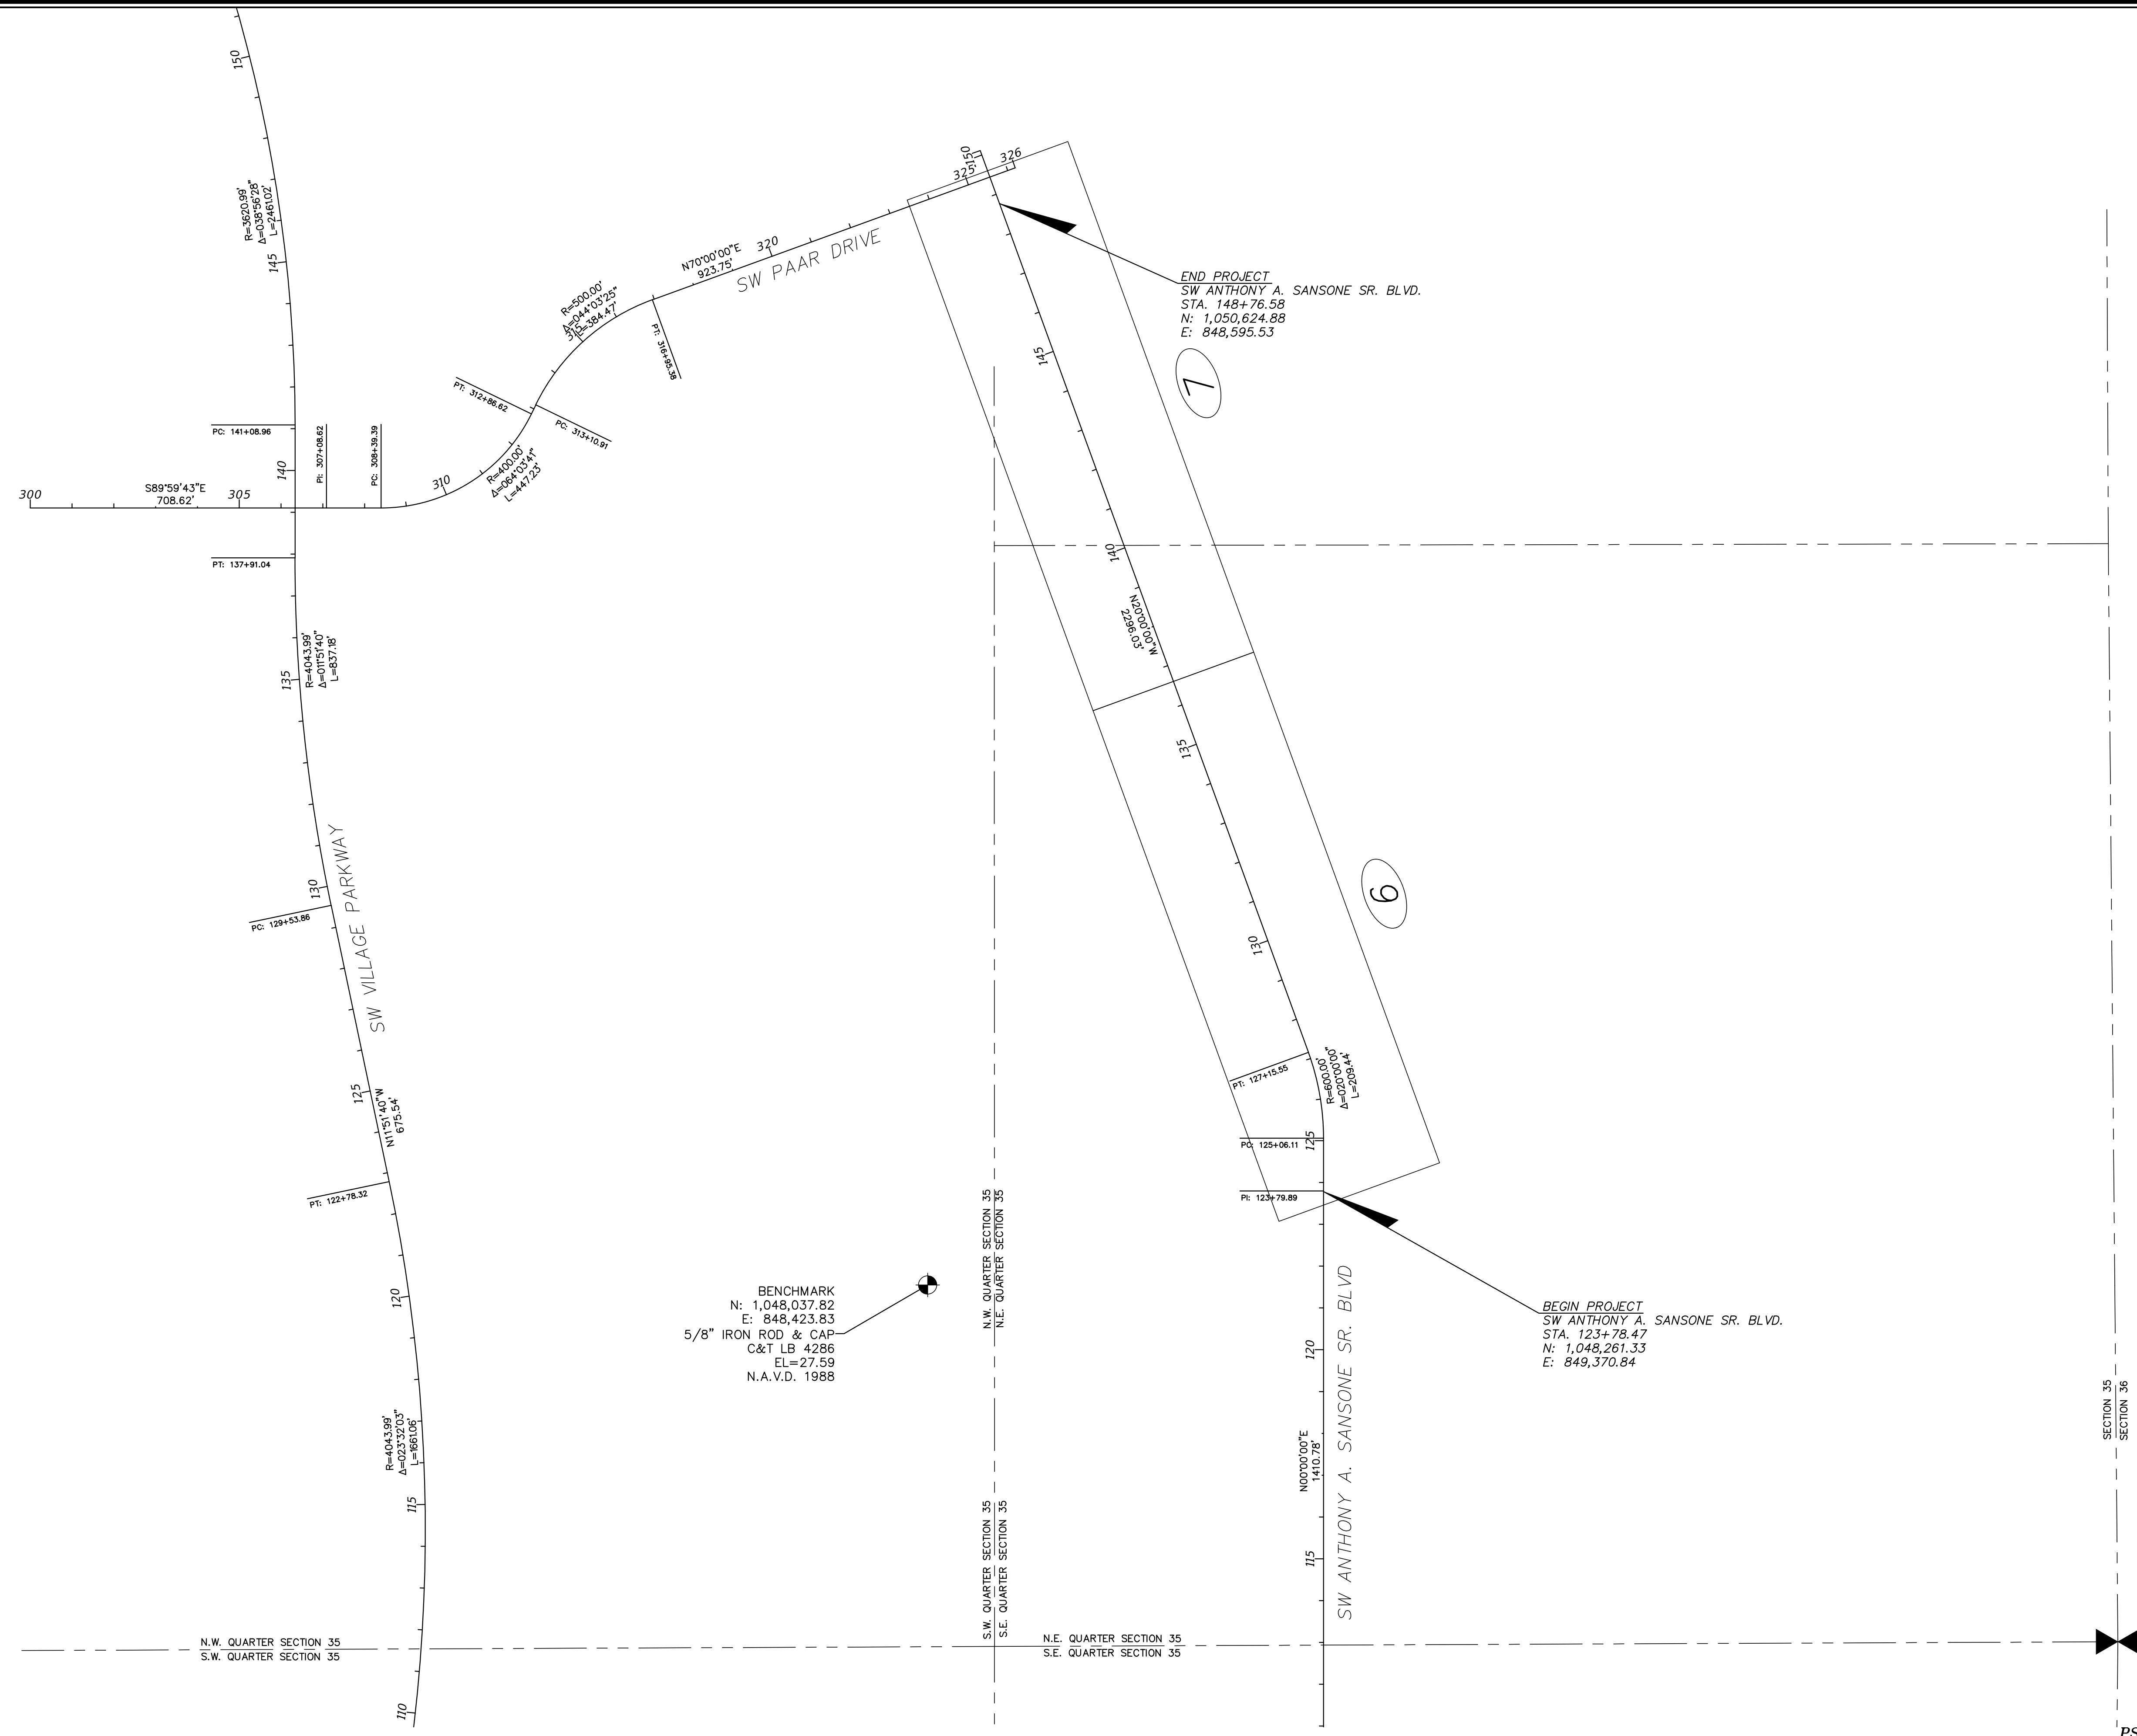 150
R=3620.99'
Δ=038°56'28"
L=2461.02'
145
PC: 141+08.96
140
PI: 307+08.62
PC: 308+39.39
300
S89°59'43"E
708.62'
305
PT: 137+91.04
310
R=400.00'
Δ=064°03'41"
L=447.23'
PT: 312+86.62
PC: 313+10.91
R=500.00'
Δ=044°03'25"
L=384.47'
315
PT: 316+95.38
N70°00'00"E
923.75'
320
SW PAAR DRIVE
325
150
326
END PROJECT
SW ANTHONY A. SANSONE SR. BLVD.
STA. 148+76.58
N: 1,050,624.88
E: 848,595.53
7
145
140
N20°00'00"W
2296.03'
135
6
130
PT: 127+15.55
R=600.00'
Δ=020°00'00"
L=209.44'
PC: 125+06.11
125
PI: 123+79.89
R=4043.99'
Δ=011°51'40"
L=837.18'
135
130
SW VILLAGE PARKWAY
PC: 129+53.86
125
N11°51'40"W
675.54'
PT: 122+78.32
120
BENCHMARK
N: 1,048,037.82
E: 848,423.83
5/8" IRON ROD & CAP
C&T LB 4286
EL=27.59
N.A.V.D. 1988
N.W. QUARTER SECTION 35
N.E. QUARTER SECTION 35
BEGIN PROJECT
SW ANTHONY A. SANSONE SR. BLVD.
STA. 123+78.47
N: 1,048,261.33
E: 849,370.84
120
SW ANTHONY A. SANSONE SR. BLVD
N00°00'00"E
1410.78'
115
R=4043.99'
Δ=023°32'03"
L=1661.06'
115
S.W. QUARTER SECTION 35
S.E. QUARTER SECTION 35
SECTION 35
SECTION 36
N.W. QUARTER SECTION 35
S.W. QUARTER SECTION 35
N.E. QUARTER SECTION 35
S.E. QUARTER SECTION 35
110
PS